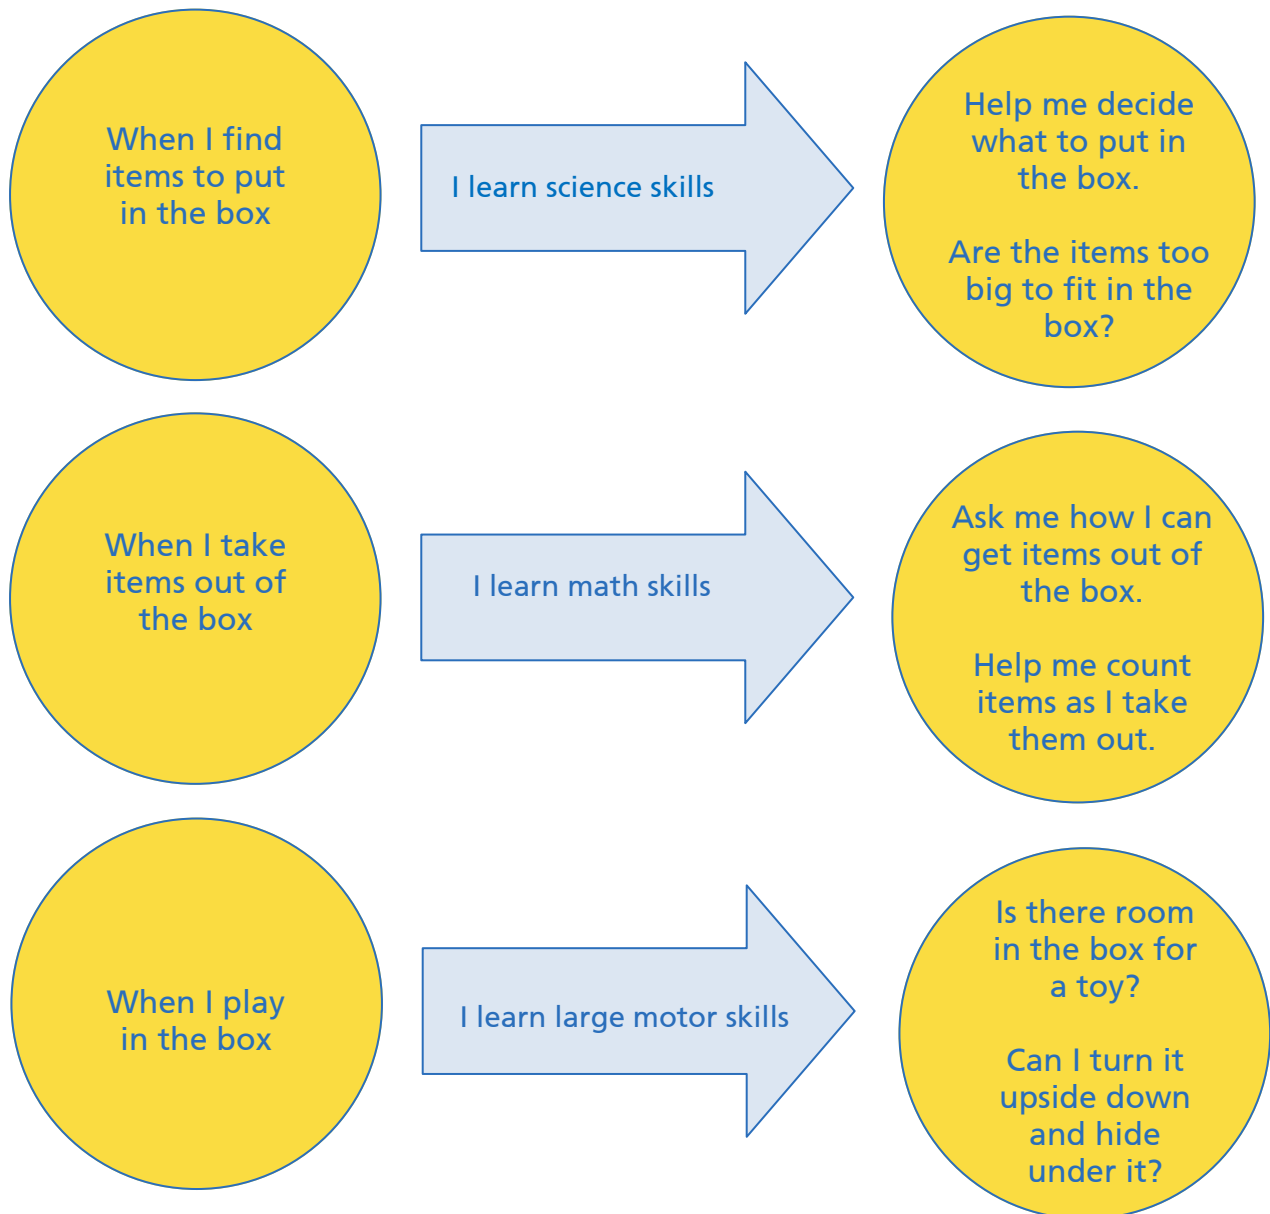 When I find
items to put
in the box
I learn science skills
Help me decide
what to put in
the box.
Are the items too
big to fit in the
box?
When I take
items out of
the box
I learn math skills
Ask me how I can
get items out of
the box.
Help me count
items as I take
them out.
When I play
in the box
I learn large motor skills
Is there room
in the box for
a toy?
Can I turn it
upside down
and hide
under it?